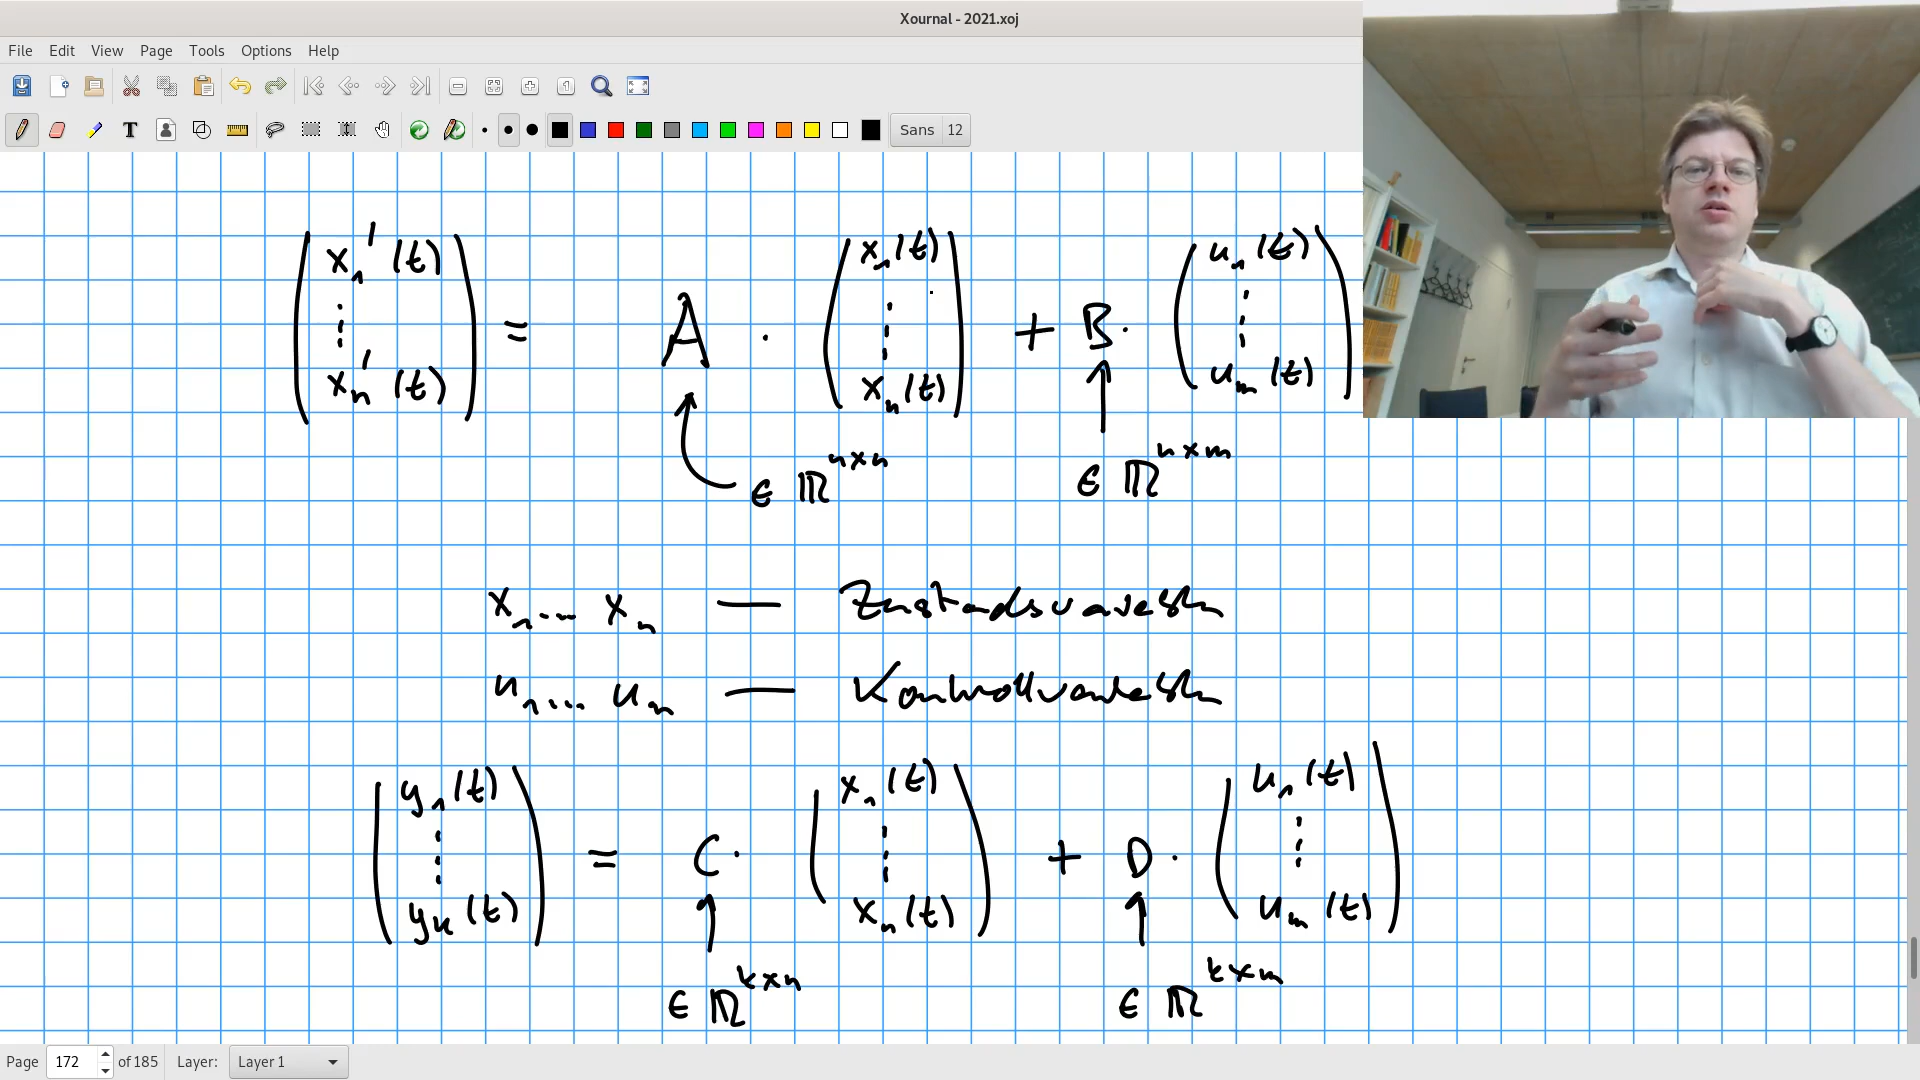 Xournal - 2021.xoj
File Edit View Page Tools Options Help
Sans 12
x₁'(t) ⋮ xₙ'(t) = A · x₁(t) ⋮ xₙ(t) + B · u₁(t) ⋮ uₘ(t)
∈ ℝⁿˣⁿ ∈ ℝⁿˣᵐ
x₁ ... xₙ — Zustandsvariablen
u₁ ... uₘ — Kontrollvariablen
y₁(t) ⋮ yₖ(t) = C · x₁(t) ⋮ xₙ(t) + D · u₁(t) ⋮ uₘ(t)
∈ ℝᵏˣⁿ ∈ ℝᵏˣᵐ
Page 172 of 185 Layer: Layer 1